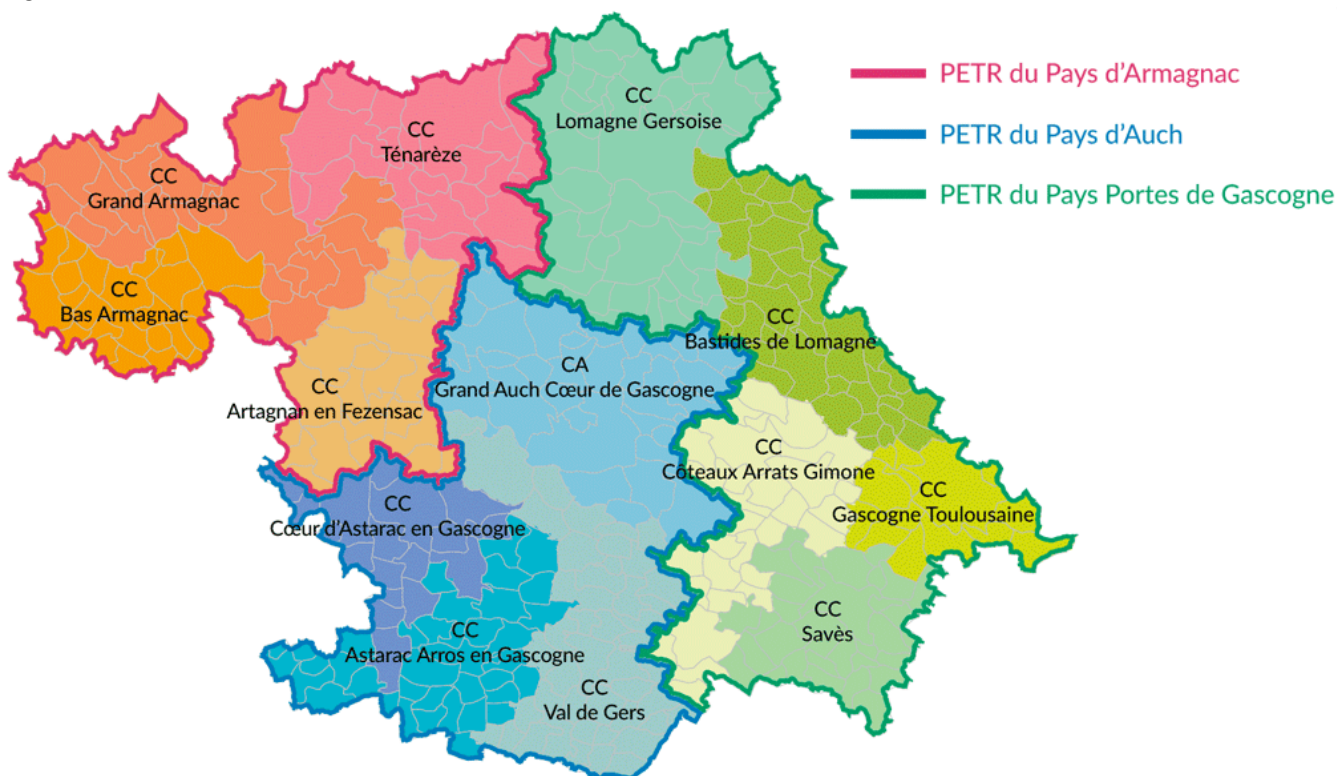 CC
Lomagne Gersoise
PETR du Pays d'Armagnac
PETR du Pays d'Auch
PETR du Pays Portes de Gascogne
CC
Ténarèze
CC
Grand Armagnac
CC
Bas Armagnac
CC
Bastides de Lomagne
CA
Grand Auch Cœur de Gascogne
CC
Artagnan en Fezensac
CC
Côteaux Arrats Gimone
CC
Gascogne Toulousaine
CC
Cœur d'Astarac en Gascogne
CC
Savès
CC
Astarac Arros en Gascogne
CC
Val de Gers